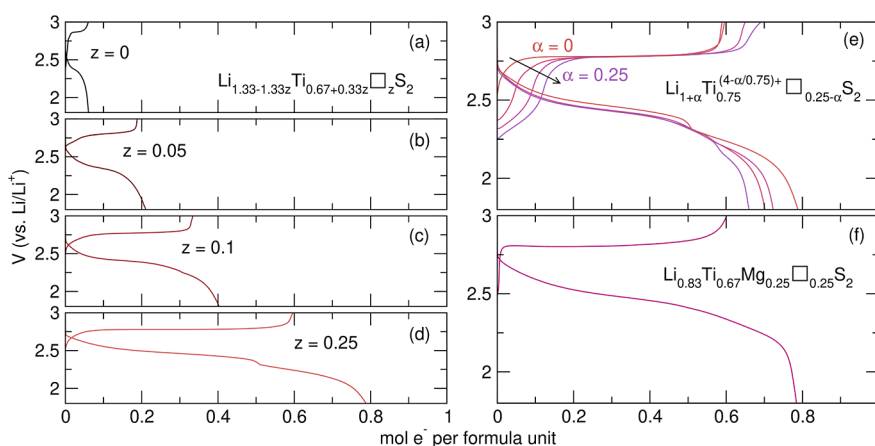 V (vs. Li/Li⁺)
3
2.5
2
(a)
z = 0
Li₁.₃₃₋₁.₃₃zTi₀.₆₇₊₀.₃₃z□zS₂
3
2.5
2
(b)
z = 0.05
3
2.5
2
(c)
z = 0.1
3
2.5
2
(d)
z = 0.25
0 0.2 0.4 0.6 0.8 1
3
2.5
2
(e)
α = 0
α = 0.25
Li₁₊αTi₀.₇₅⁽⁴⁻α/⁰·⁷⁵⁾⁺□₀.₂₅₋αS₂
3
2.5
2
(f)
Li₀.₈₃Ti₀.₆₇Mg₀.₂₅□₀.₂₅S₂
0 0.2 0.4 0.6 0.8
mol e⁻ per formula unit